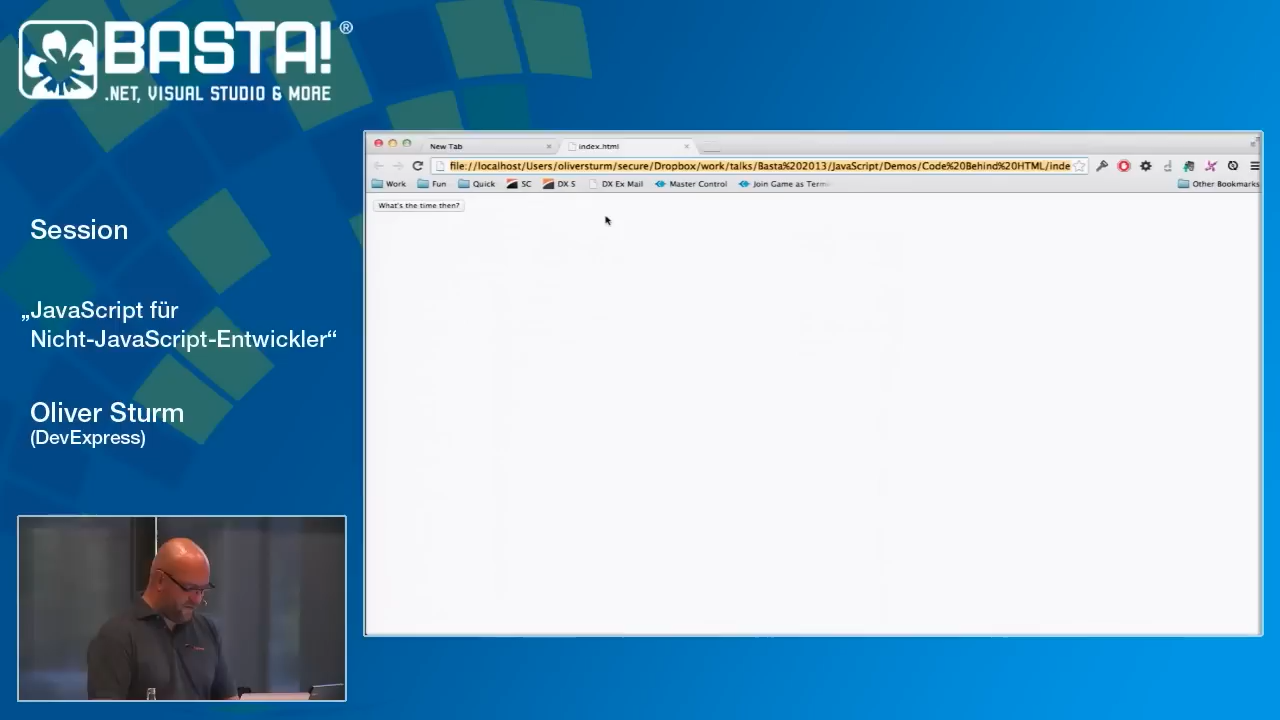 BASTA!®
.NET, VISUAL STUDIO & MORE
Session
„JavaScript für
Nicht-JavaScript-Entwickler“
Oliver Sturm
(DevExpress)
New Tab
index.html
file://localhost/Users/oliversturm/secure/Dropbox/work/talks/Basta%202013/JavaScript/Demos/Code%20Behind%20HTML/inde
Work Fun Quick SC DX S DX Ex Mail Master Control Join Game as Term Other Bookmarks
What's the time then?